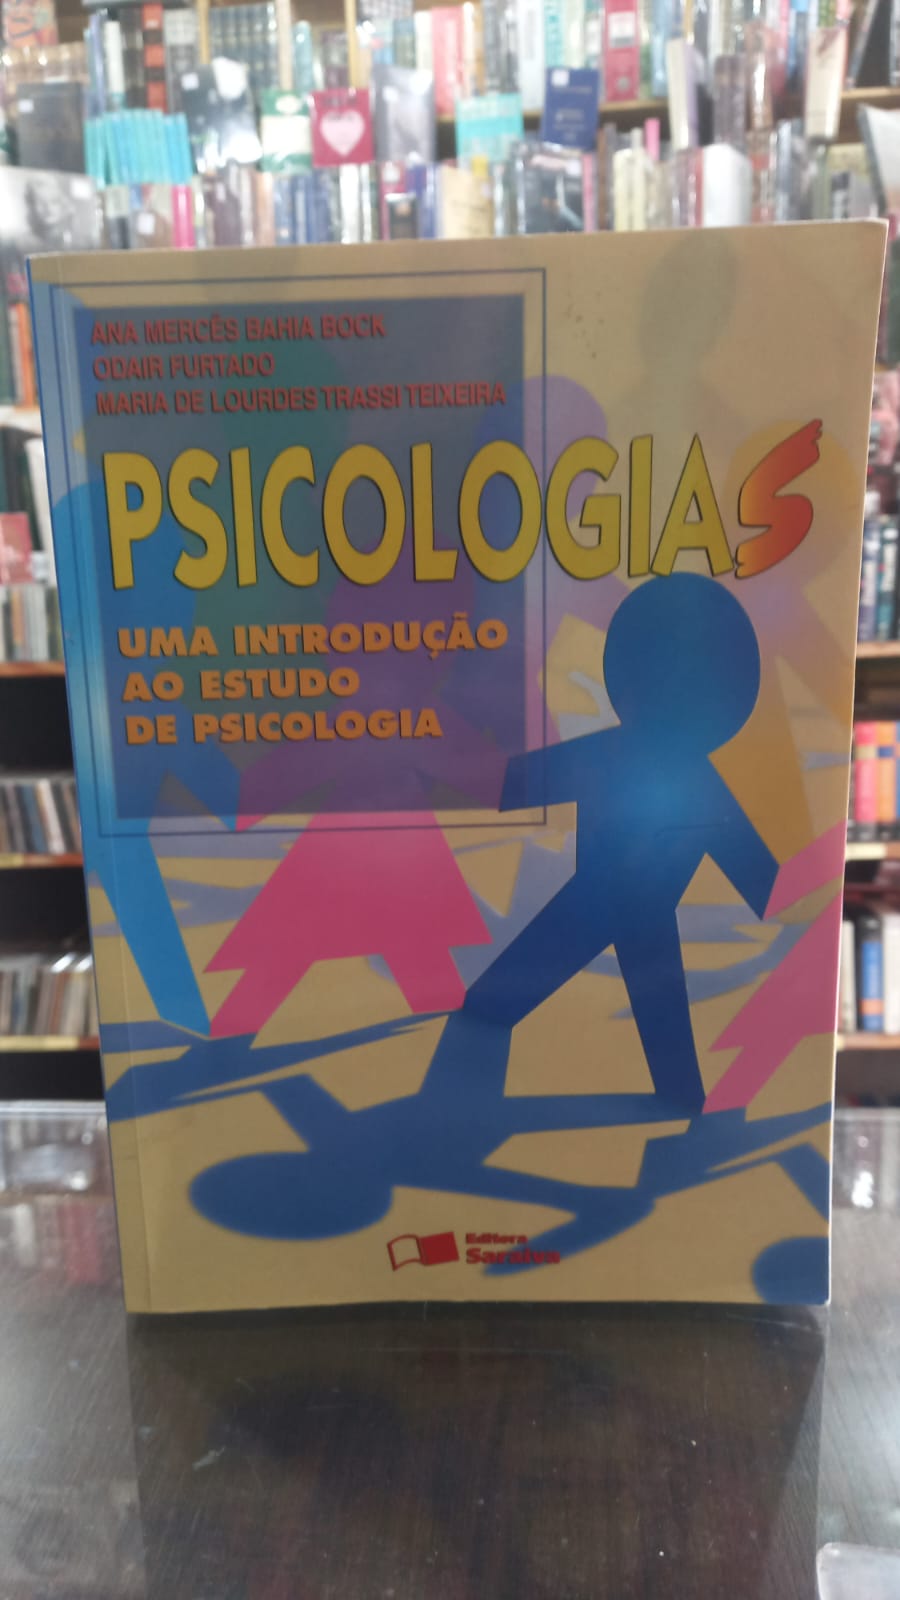 ANA MERCÊS BAHIA BOCK
ODAIR FURTADO
MARIA DE LOURDES TRASSI TEIXEIRA
PSICOLOGIAS
UMA INTRODUÇÃO
AO ESTUDO
DE PSICOLOGIA
Editora
Saraiva